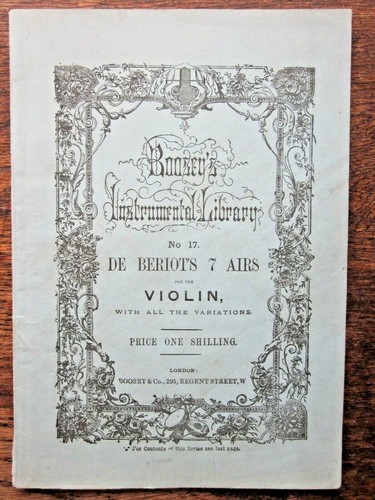 Boosey's
Instrumental Library
No 17.
DE BERIOT'S 7 AIRS
FOR THE
VIOLIN,
WITH ALL THE VARIATIONS.
PRICE ONE SHILLING.
LONDON:
BOOSEY & Co., 295, REGENT STREET, W
*** For Contents of this Series see last page.